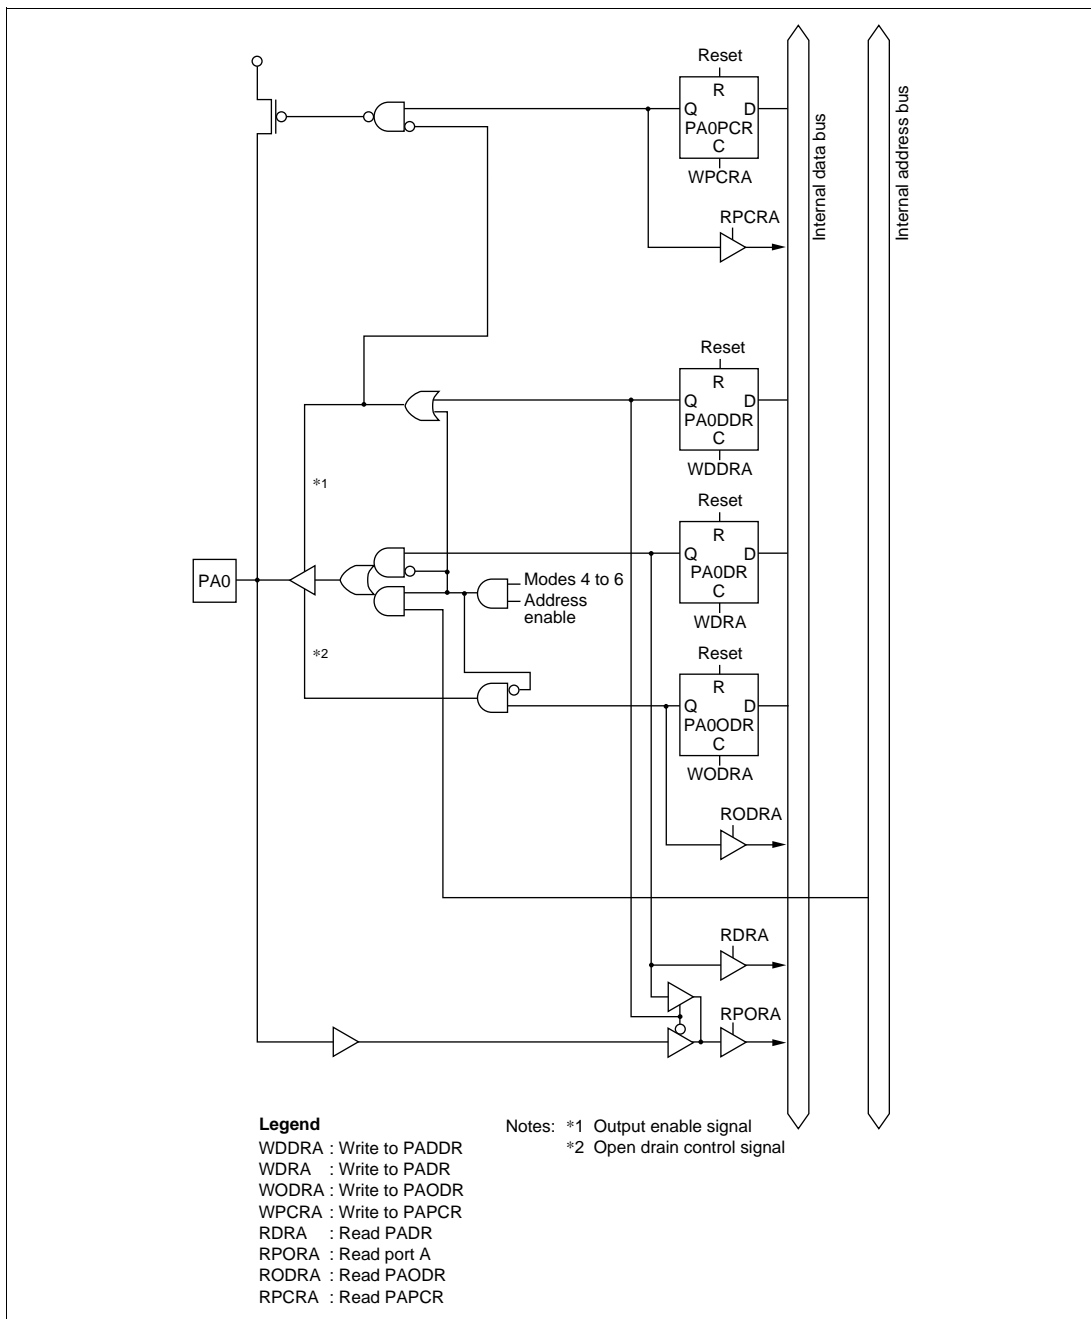 Reset
R
Q D
PA0PCR
C
WPCRA
RPCRA
Internal data bus
Internal address bus
Reset
R
Q D
PA0DDR
C
WDDRA
*1
Reset
R
Q D
PA0DR
C
WDRA
PA0
Modes 4 to 6
Address
enable
*2
Reset
R
Q D
PA0ODR
C
WODRA
RODRA
RDRA
RPORA
Legend
WDDRA : Write to PADDR
WDRA : Write to PADR
WODRA : Write to PAODR
WPCRA : Write to PAPCR
RDRA : Read PADR
RPORA : Read port A
RODRA : Read PAODR
RPCRA : Read PAPCR
Notes: *1 Output enable signal
*2 Open drain control signal